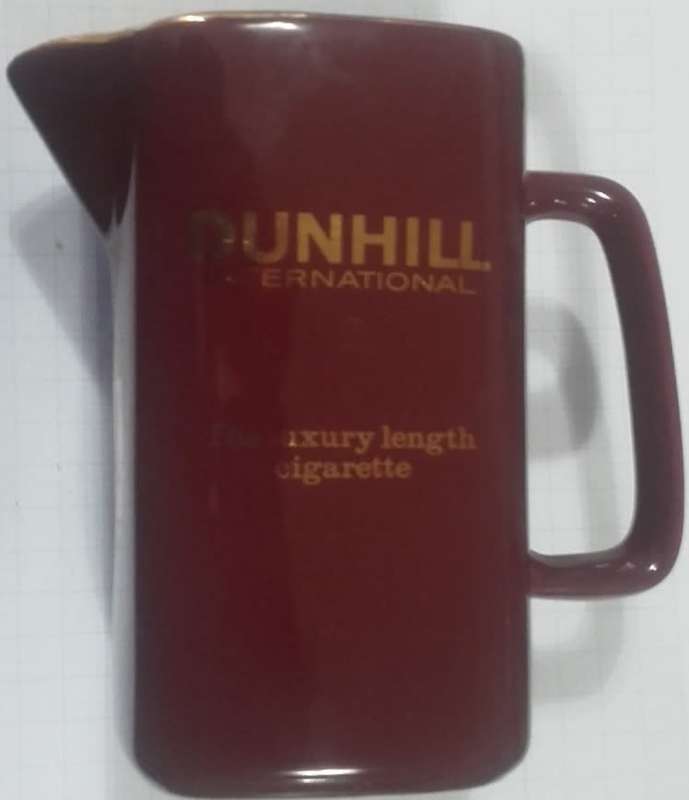 DUNHILL
INTERNATIONAL
The luxury length
cigarette